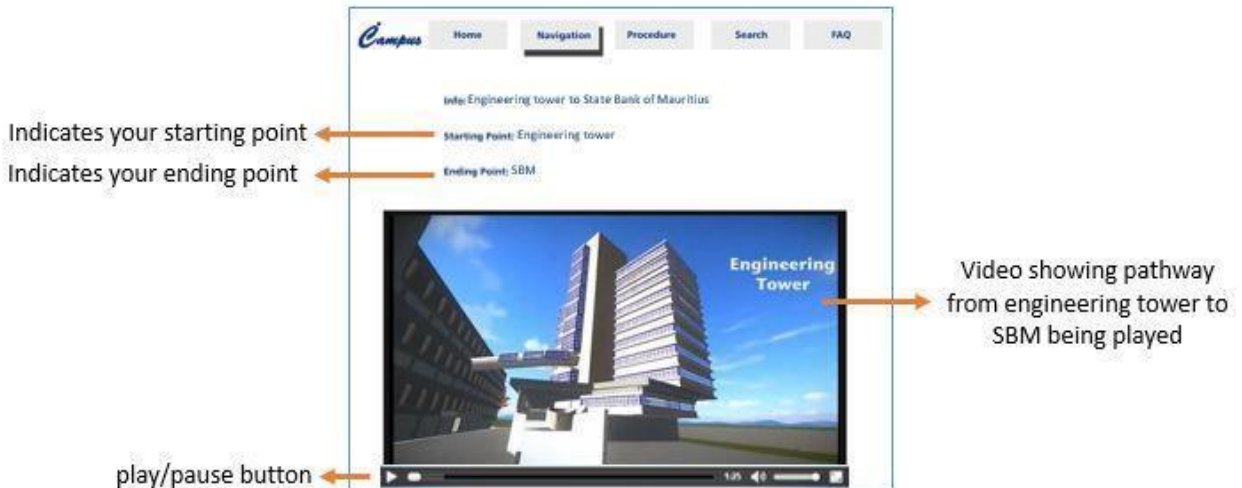 iCampus Home Navigation Procedure Search FAQ
Info: Engineering tower to State Bank of Mauritius
Indicates your starting point
Starting Point: Engineering tower
Indicates your ending point
Ending Point: SBM
Engineering
Tower
Video showing pathway
from engineering tower to
SBM being played
play/pause button
1:25